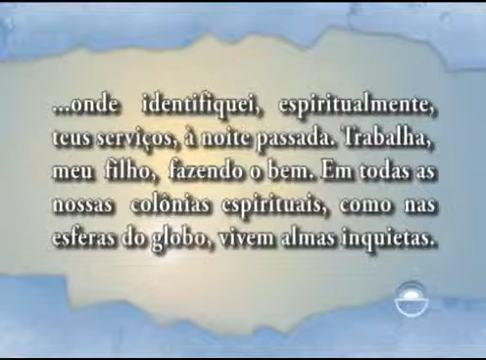 ...onde identifiquei, espiritualmente,
teus serviços, à noite passada. Trabalha,
meu filho, fazendo o bem. Em todas as
nossas colônias espirituais, como nas
esferas do globo, vivem almas inquietas.